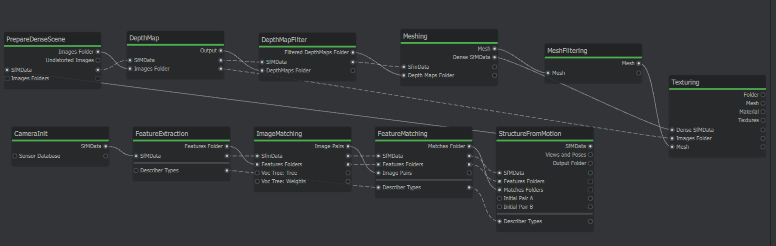 PrepareDenseScene
Images Folder
Undistorted Images
SfMData
Images Folders
DepthMap
Output
SfMData
Images Folder
DepthMapFilter
Filtered DepthMaps Folder
SfMData
DepthMaps Folder
Meshing
Mesh
Dense SfMData
SfmData
Depth Maps Folder
MeshFiltering
Mesh
Mesh
Texturing
Folder
Mesh
Material
Textures
Dense SfMData
Images Folder
Mesh
CameraInit
SfMData
Sensor Database
FeatureExtraction
Features Folder
SfMData
Describer Types
ImageMatching
Image Pairs
SfmData
Features Folders
Voc Tree: Tree
Voc Tree: Weights
FeatureMatching
Matches Folder
SfMData
Features Folders
Image Pairs
Describer Types
StructureFromMotion
SfMData
Views and Poses
Output Folder
SfMData
Features Folders
Matches Folders
Initial Pair A
Initial Pair B
Describer Types